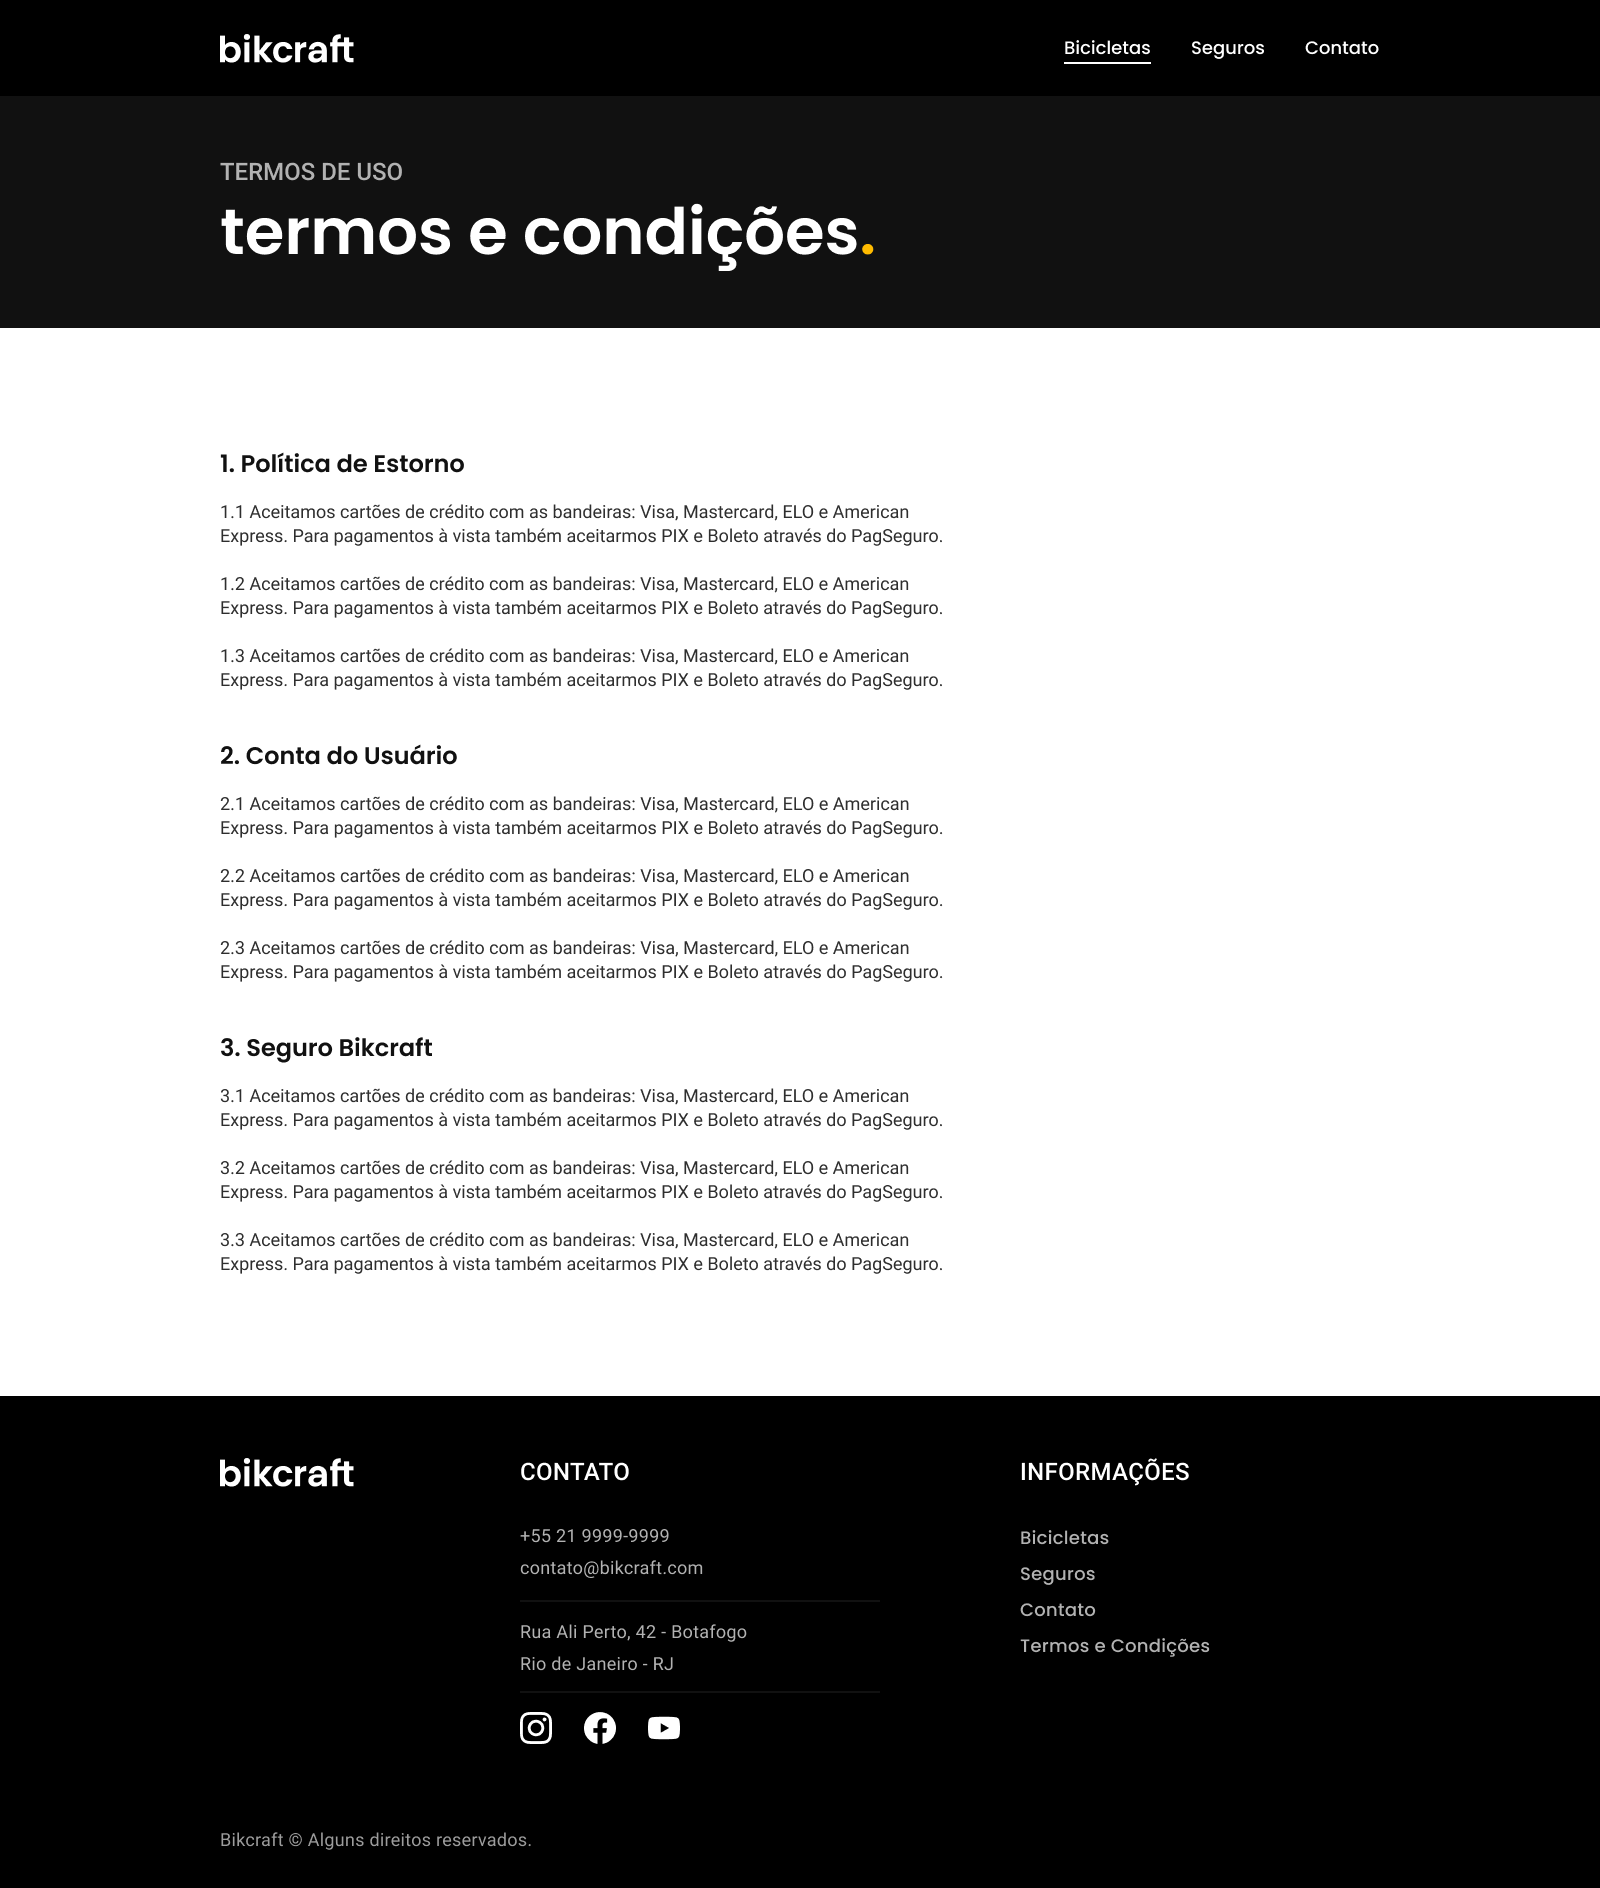 bikcraft
Bicicletas Seguros Contato
TERMOS DE USO
termos e condições.
1. Política de Estorno
1.1 Aceitamos cartões de crédito com as bandeiras: Visa, Mastercard, ELO e American
Express. Para pagamentos à vista também aceitarmos PIX e Boleto através do PagSeguro.
1.2 Aceitamos cartões de crédito com as bandeiras: Visa, Mastercard, ELO e American
Express. Para pagamentos à vista também aceitarmos PIX e Boleto através do PagSeguro.
1.3 Aceitamos cartões de crédito com as bandeiras: Visa, Mastercard, ELO e American
Express. Para pagamentos à vista também aceitarmos PIX e Boleto através do PagSeguro.
2. Conta do Usuário
2.1 Aceitamos cartões de crédito com as bandeiras: Visa, Mastercard, ELO e American
Express. Para pagamentos à vista também aceitarmos PIX e Boleto através do PagSeguro.
2.2 Aceitamos cartões de crédito com as bandeiras: Visa, Mastercard, ELO e American
Express. Para pagamentos à vista também aceitarmos PIX e Boleto através do PagSeguro.
2.3 Aceitamos cartões de crédito com as bandeiras: Visa, Mastercard, ELO e American
Express. Para pagamentos à vista também aceitarmos PIX e Boleto através do PagSeguro.
3. Seguro Bikcraft
3.1 Aceitamos cartões de crédito com as bandeiras: Visa, Mastercard, ELO e American
Express. Para pagamentos à vista também aceitarmos PIX e Boleto através do PagSeguro.
3.2 Aceitamos cartões de crédito com as bandeiras: Visa, Mastercard, ELO e American
Express. Para pagamentos à vista também aceitarmos PIX e Boleto através do PagSeguro.
3.3 Aceitamos cartões de crédito com as bandeiras: Visa, Mastercard, ELO e American
Express. Para pagamentos à vista também aceitarmos PIX e Boleto através do PagSeguro.
bikcraft
CONTATO
+55 21 9999-9999
contato@bikcraft.com
Rua Ali Perto, 42 - Botafogo
Rio de Janeiro - RJ
INFORMAÇÕES
Bicicletas
Seguros
Contato
Termos e Condições
Bikcraft © Alguns direitos reservados.